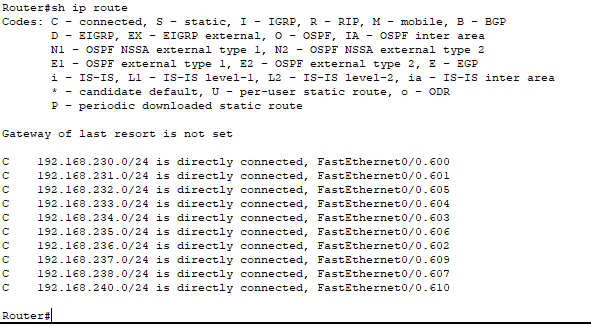 Router#sh ip route
Codes: C - connected, S - static, I - IGRP, R - RIP, M - mobile, B - BGP
D - EIGRP, EX - EIGRP external, O - OSPF, IA - OSPF inter area
N1 - OSPF NSSA external type 1, N2 - OSPF NSSA external type 2
E1 - OSPF external type 1, E2 - OSPF external type 2, E - EGP
i - IS-IS, L1 - IS-IS level-1, L2 - IS-IS level-2, ia - IS-IS inter area
* - candidate default, U - per-user static route, o - ODR
P - periodic downloaded static route
Gateway of last resort is not set
C 192.168.230.0/24 is directly connected, FastEthernet0/0.600
C 192.168.231.0/24 is directly connected, FastEthernet0/0.601
C 192.168.232.0/24 is directly connected, FastEthernet0/0.605
C 192.168.233.0/24 is directly connected, FastEthernet0/0.604
C 192.168.234.0/24 is directly connected, FastEthernet0/0.603
C 192.168.235.0/24 is directly connected, FastEthernet0/0.606
C 192.168.236.0/24 is directly connected, FastEthernet0/0.602
C 192.168.237.0/24 is directly connected, FastEthernet0/0.609
C 192.168.238.0/24 is directly connected, FastEthernet0/0.607
C 192.168.240.0/24 is directly connected, FastEthernet0/0.610
Router#